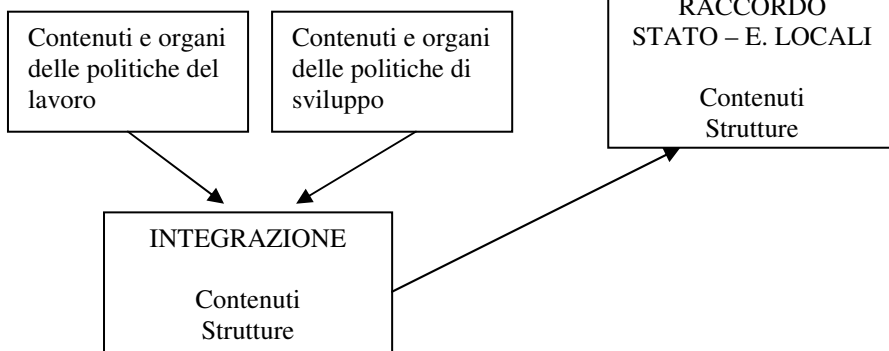 Contenuti e organi
delle politiche del
lavoro
Contenuti e organi
delle politiche di
sviluppo
RACCORDO
STATO – E. LOCALI
Contenuti
Strutture
INTEGRAZIONE
Contenuti
Strutture